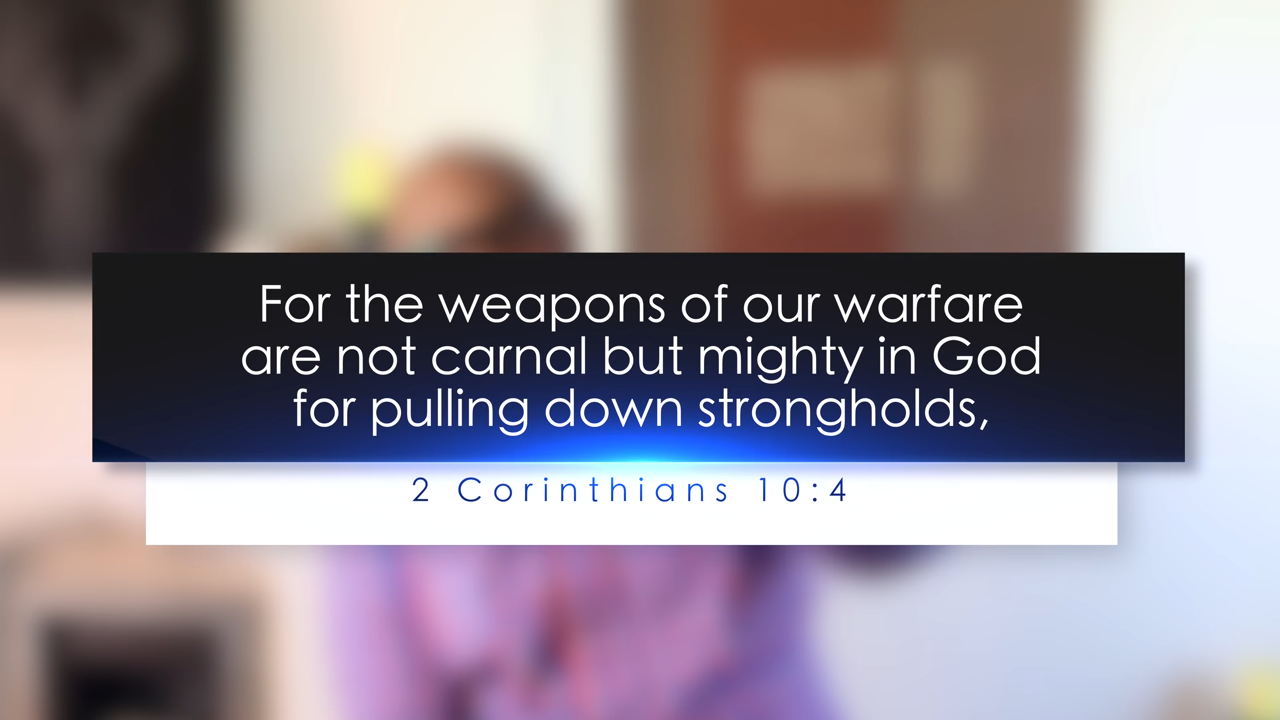 For the weapons of our warfare
are not carnal but mighty in God
for pulling down strongholds,
2 Corinthians 10:4